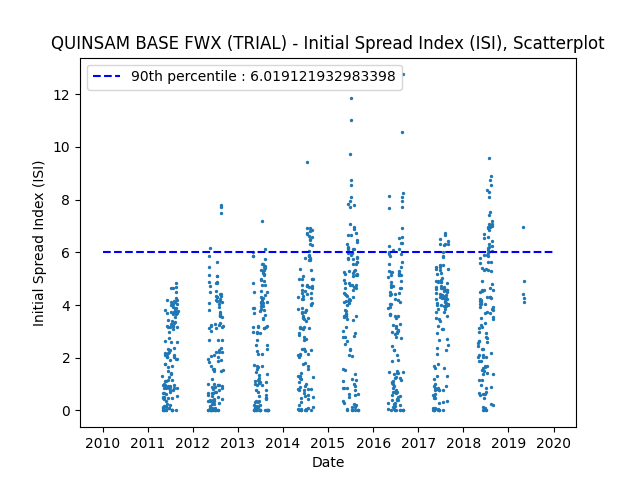 QUINSAM BASE FWX (TRIAL) - Initial Spread Index (ISI), Scatterplot
90th percentile : 6.019121932983398
12
10
8
6
4
2
0
Initial Spread Index (ISI)
2010 2011 2012 2013 2014 2015 2016 2017 2018 2019 2020
Date